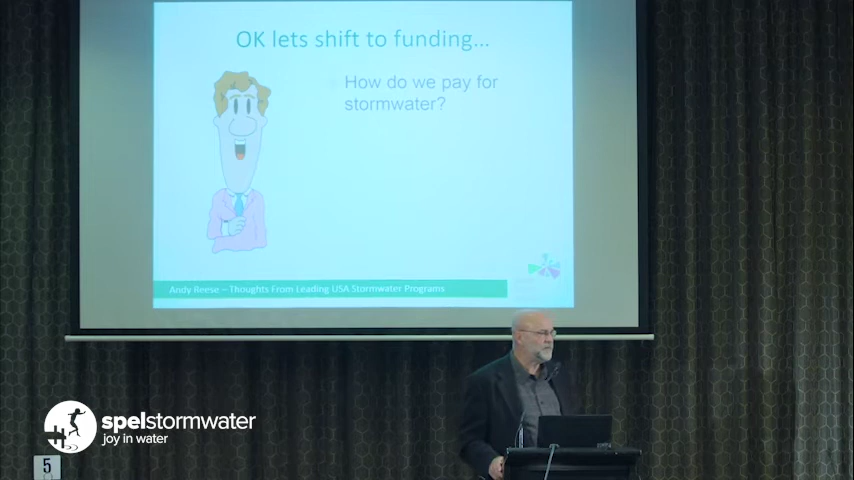 OK lets shift to funding...
How do we pay for
stormwater?
Andy Reese – Thoughts From Leading USA Stormwater Programs
spelstormwater
joy in water
5